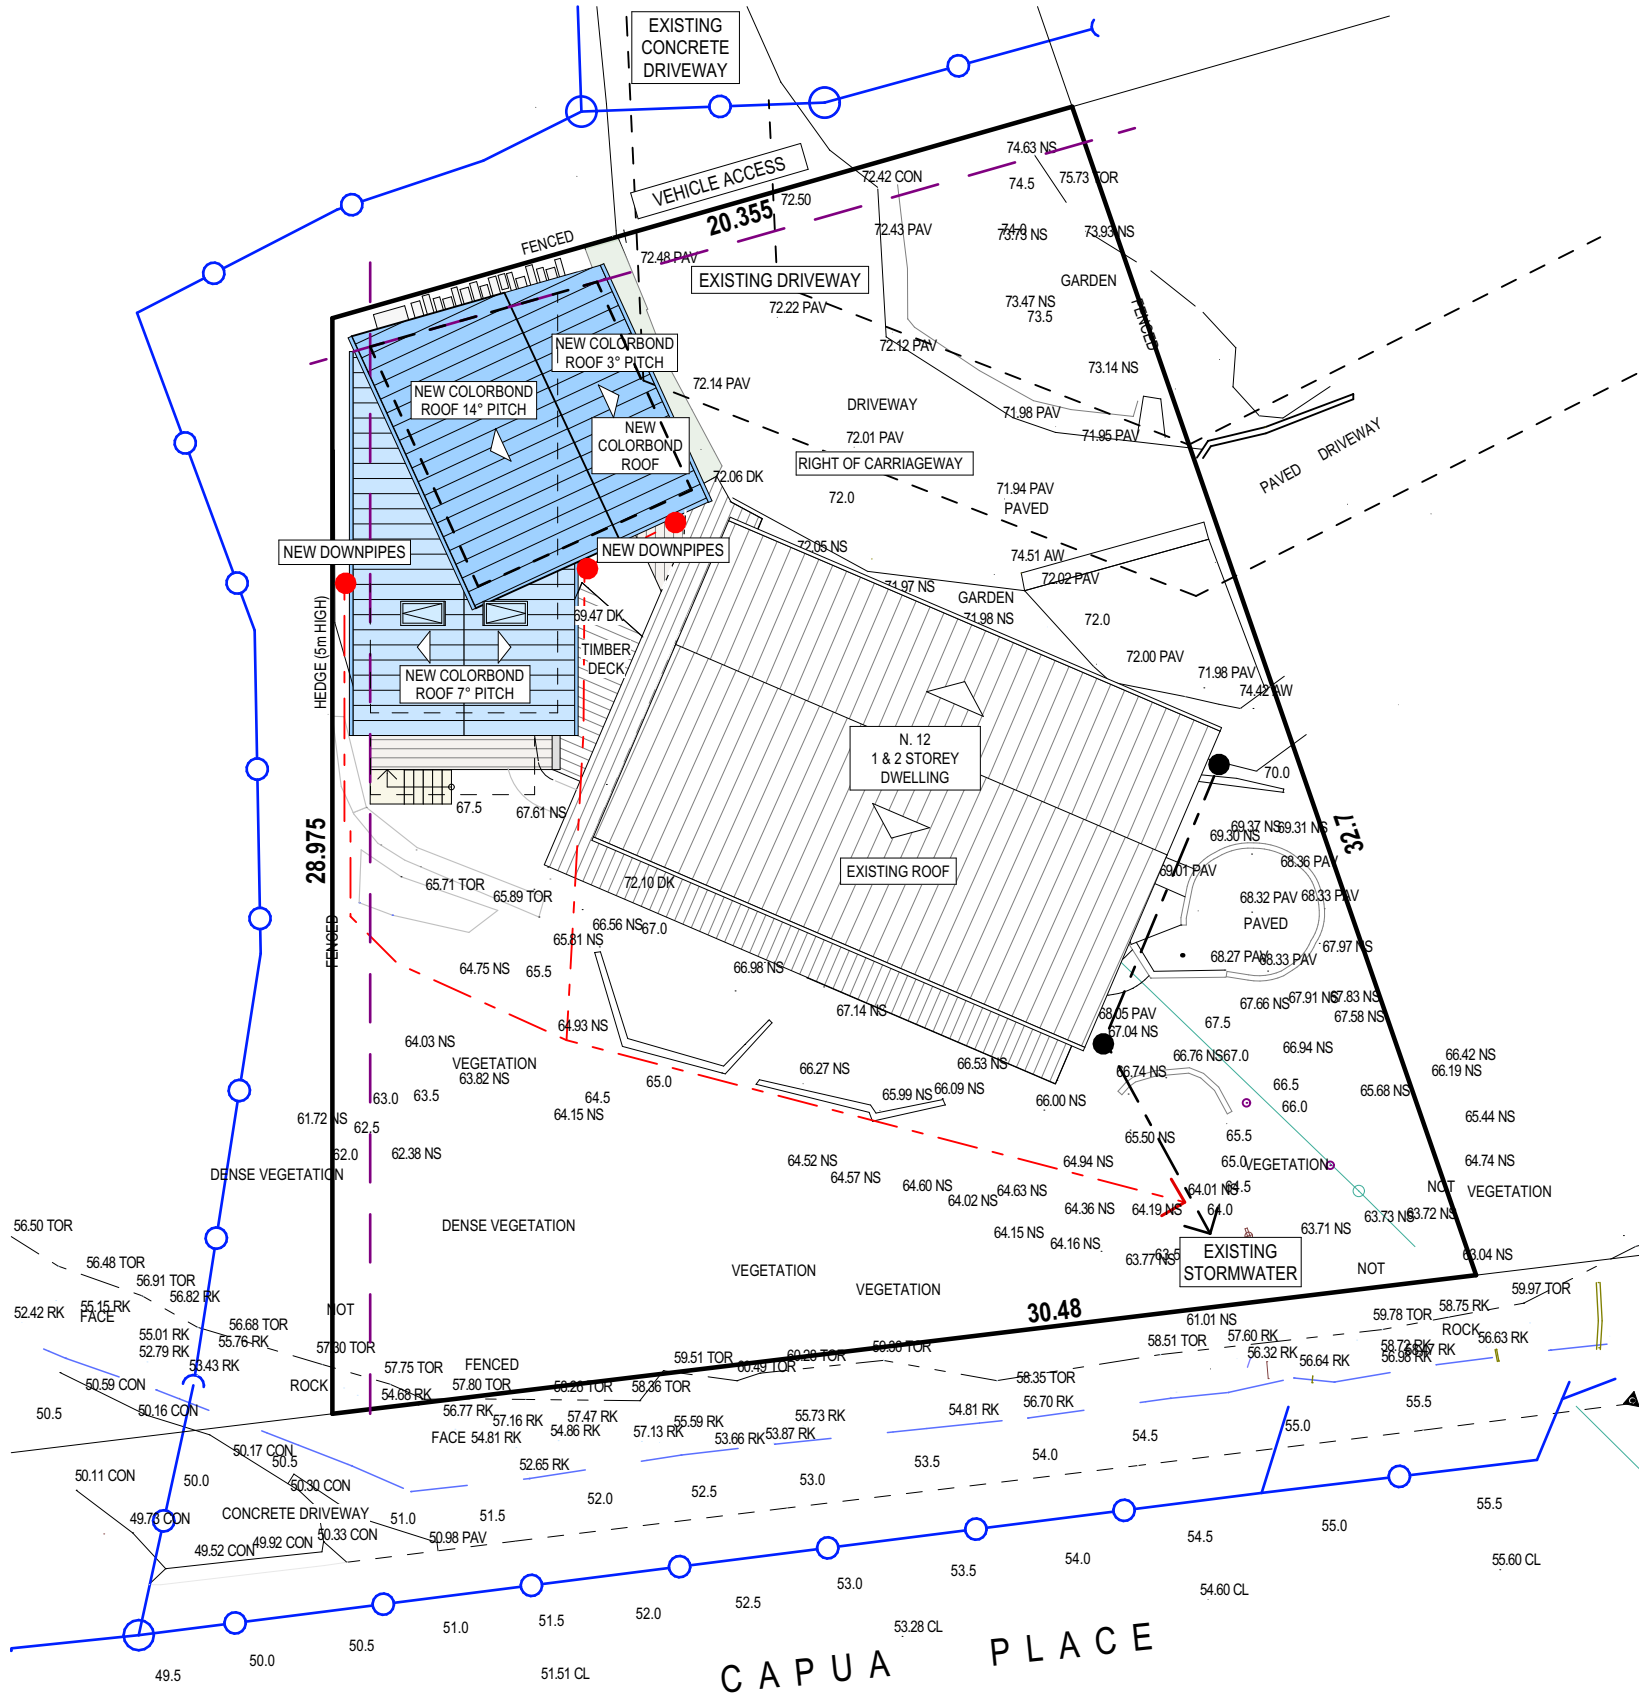 EXISTING
CONCRETE
DRIVEWAY
VEHICLE ACCESS
20.355
FENCED
72.50
72.42 CON
74.63 NS
74.5
75.73 TOR
72.43 PAV
74.0
73.73 NS
73.93 NS
72.48 PAV
EXISTING DRIVEWAY
GARDEN
72.22 PAV
73.47 NS
73.5
FENCED
72.12 PAV
NEW COLORBOND
ROOF 3° PITCH
73.14 NS
NEW COLORBOND
ROOF 14° PITCH
72.14 PAV
DRIVEWAY
71.98 PAV
NEW
COLORBOND
ROOF
72.01 PAV
71.95 PAV
RIGHT OF CARRIAGEWAY
PAVED DRIVEWAY
72.06 DK
72.0
71.94 PAV
PAVED
NEW DOWNPIPES
NEW DOWNPIPES
72.05 NS
74.51 AW
72.02 PAV
71.97 NS
GARDEN
71.98 NS
72.0
69.47 DK
HEDGE (5m HIGH)
TIMBER
DECK
72.00 PAV
71.98 PAV
74.42 AW
NEW COLORBOND
ROOF 7° PITCH
N. 12
1 & 2 STOREY
DWELLING
70.0
67.5
67.61 NS
28.975
32.7
69.37 NS
69.31 NS
69.30 NS
EXISTING ROOF
69.01 PAV
68.36 PAV
65.71 TOR
65.89 TOR
72.10 DK
68.32 PAV
68.33 PAV
FENCED
66.56 NS
67.0
65.81 NS
PAVED
67.97 NS
68.27 PAV
68.33 PAV
64.75 NS
65.5
66.98 NS
67.66 NS
67.91 NS
67.83 NS
67.14 NS
68.05 PAV
67.04 NS
67.5
67.58 NS
64.93 NS
64.03 NS
VEGETATION
63.82 NS
66.27 NS
66.53 NS
66.74 NS
66.76 NS
67.0
66.94 NS
66.42 NS
66.19 NS
65.0
63.0
63.5
64.5
64.15 NS
65.99 NS
66.09 NS
66.00 NS
66.5
66.0
65.68 NS
61.72 NS
62.5
65.44 NS
65.50 NS
65.5
62.0
62.38 NS
DENSE VEGETATION
64.52 NS
64.57 NS
64.94 NS
65.0
VEGETATION
64.74 NS
64.60 NS
64.63 NS
64.02 NS
64.01 NS
64.5
NOT
VEGETATION
64.36 NS
64.19 NS
64.0
63.73 NS
63.72 NS
DENSE VEGETATION
64.15 NS
64.16 NS
63.71 NS
56.50 TOR
63.77 NS
63.5
EXISTING
STORMWATER
63.04 NS
NOT
56.48 TOR
56.91 TOR
56.82 RK
VEGETATION
VEGETATION
59.97 TOR
52.42 RK
55.15 RK
FACE
NOT
30.48
61.01 NS
59.78 TOR
58.75 RK
ROCK
56.68 TOR
55.01 RK
55.76 RK
52.79 RK
53.43 RK
58.51 TOR
57.60 RK
56.32 RK
56.64 RK
56.98 RK
56.63 RK
59.51 TOR
FENCED
57.75 TOR
ROCK
54.68 RK
57.80 TOR
58.36 TOR
58.35 TOR
50.59 CON
50.16 CON
50.5
56.77 RK
57.16 RK
57.47 RK
55.59 RK
55.73 RK
54.81 RK
56.70 RK
55.5
FACE
54.81 RK
54.86 RK
57.13 RK
53.66 RK
53.87 RK
54.5
55.0
50.17 CON
50.5
52.65 RK
53.5
54.0
50.11 CON
50.0
50.30 CON
53.0
52.5
52.0
55.5
CONCRETE DRIVEWAY
51.0
51.5
49.73 CON
50.33 CON
49.92 CON
49.52 CON
50.98 PAV
55.0
54.5
54.0
55.60 CL
53.5
53.0
54.60 CL
52.5
52.0
51.5
51.0
53.28 CL
50.5
50.0
49.5
51.51 CL
CAPUA PLACE